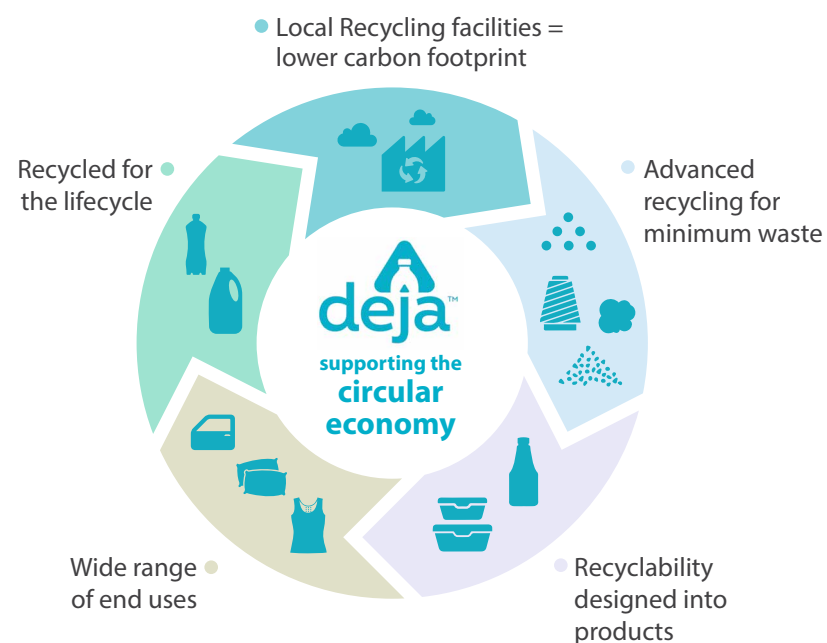 Local Recycling facilities =
lower carbon footprint
Recycled for
the lifecycle
Advanced
recycling for
minimum waste
deja™
supporting the
circular
economy
Wide range
of end uses
Recyclability
designed into
products